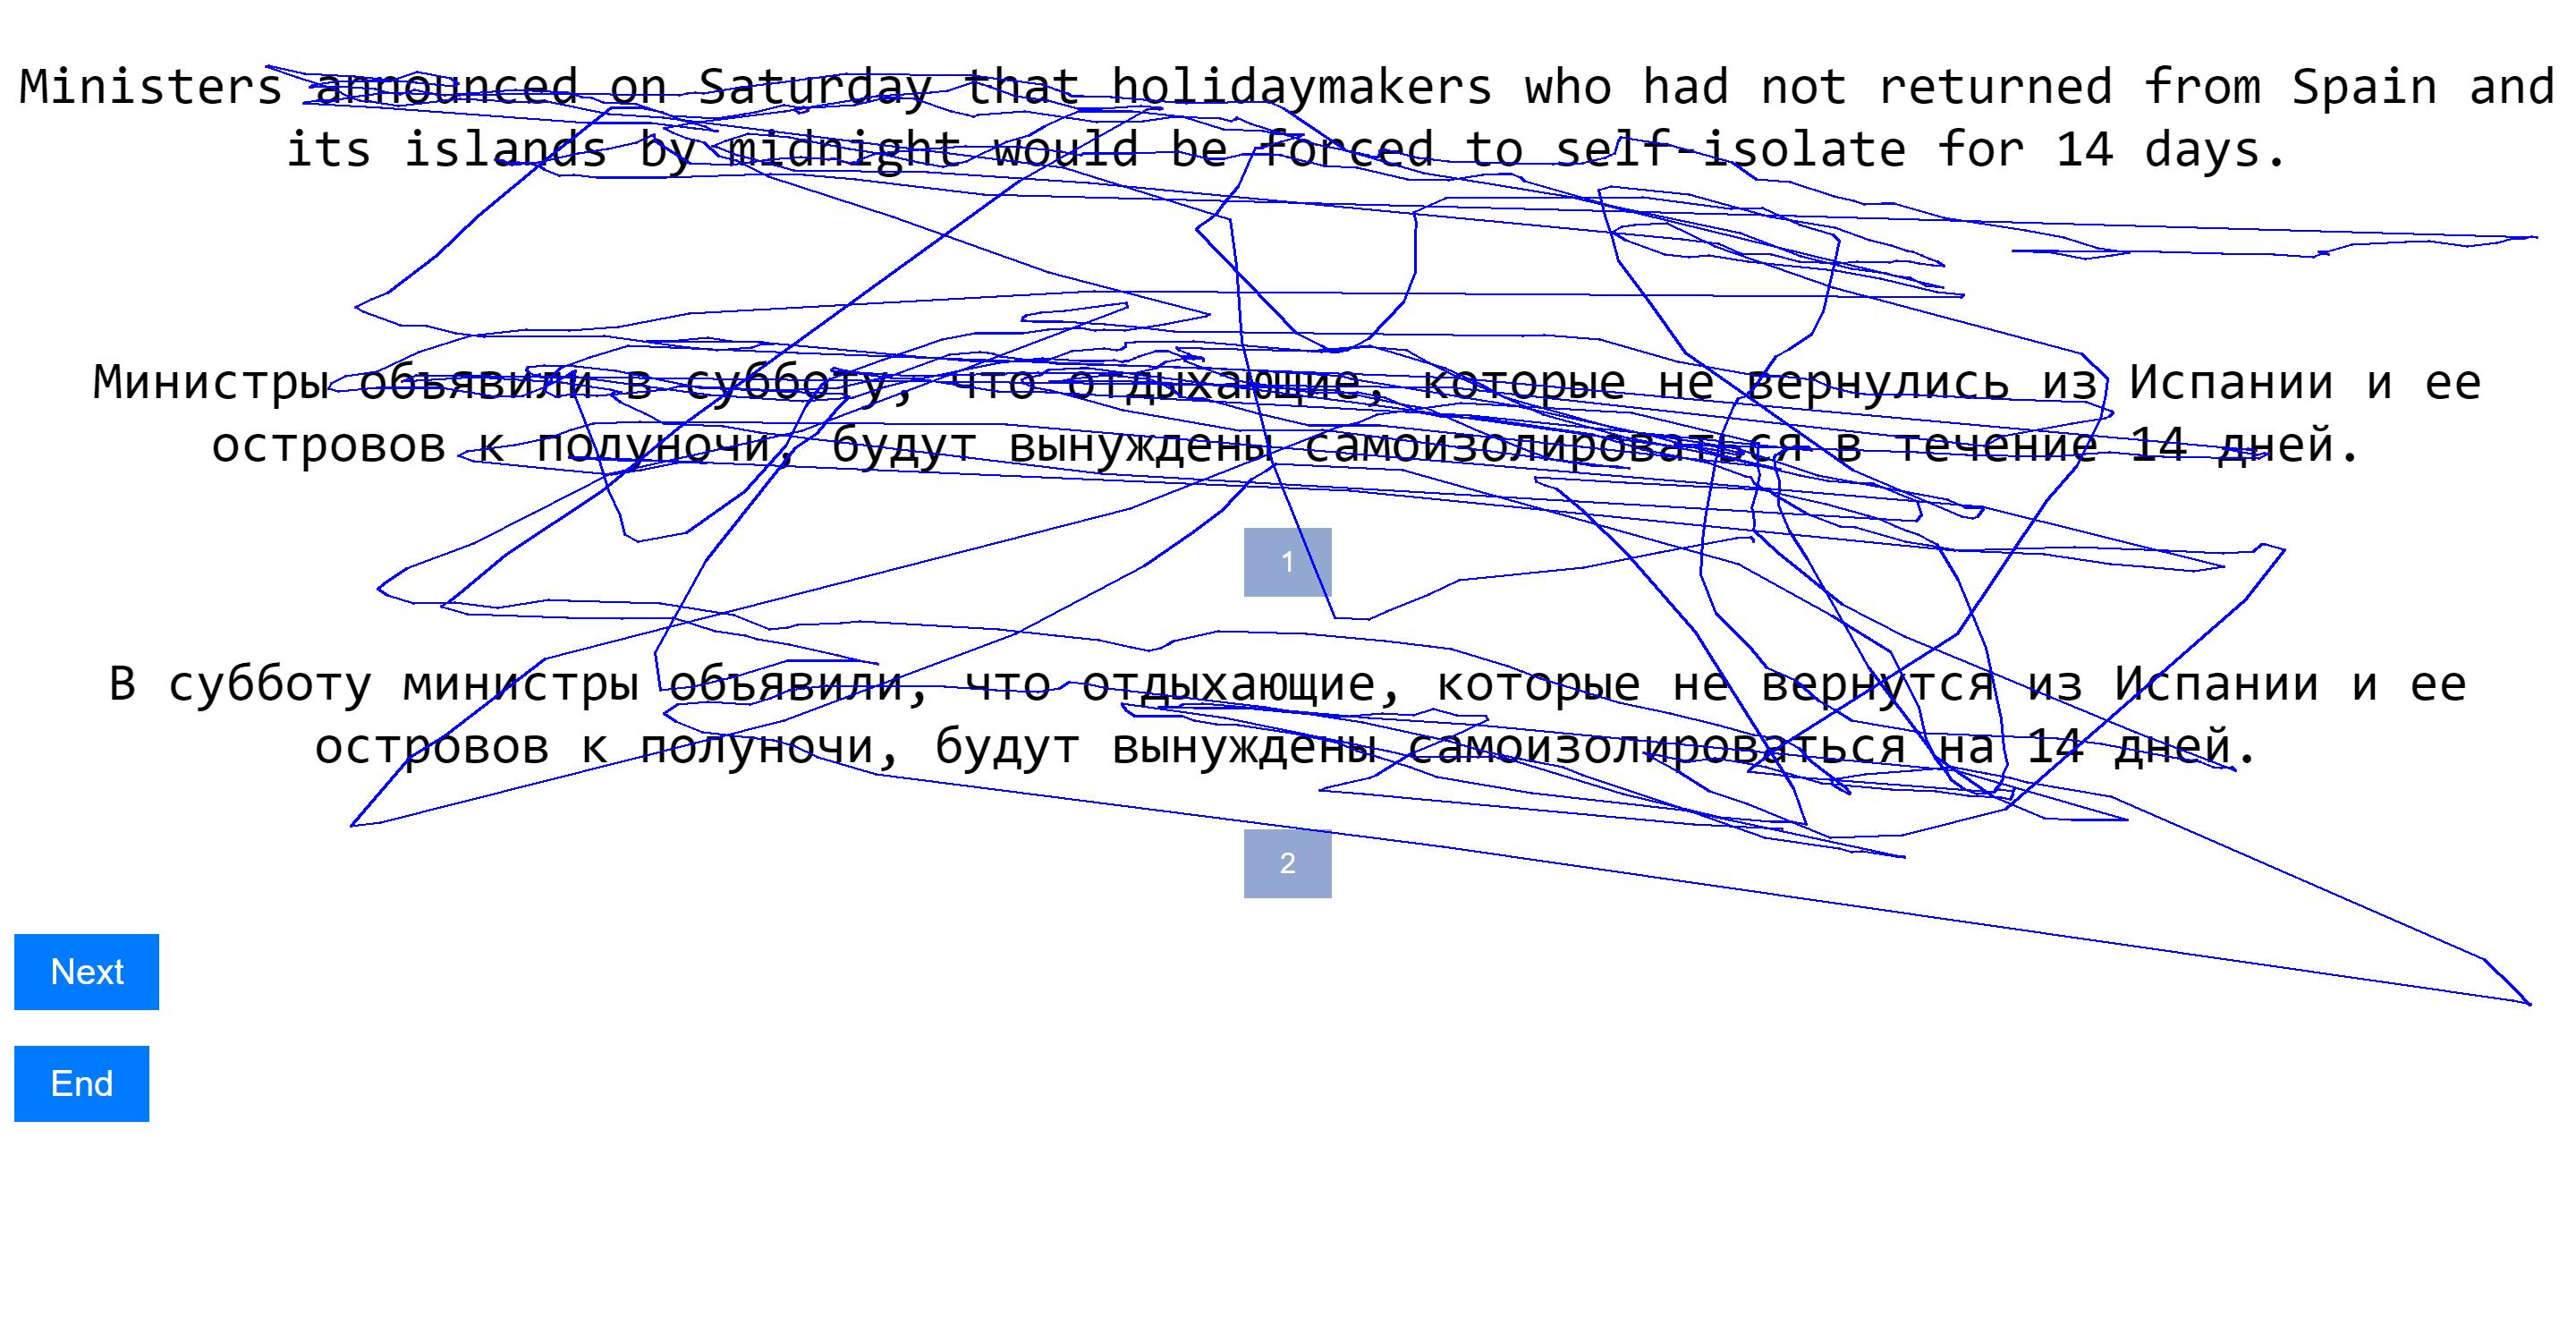 Ministers announced on Saturday that holidaymakers who had not returned from Spain and
its islands by midnight would be forced to self-isolate for 14 days.
Министры объявили в субботу, что отдыхающие, которые не вернулись из Испании и ее
островов к полуночи, будут вынуждены самоизолироваться в течение 14 дней.
1
В субботу министры объявили, что отдыхающие, которые не вернутся из Испании и ее
островов к полуночи, будут вынуждены самоизолироваться на 14 дней.
2
Next
End